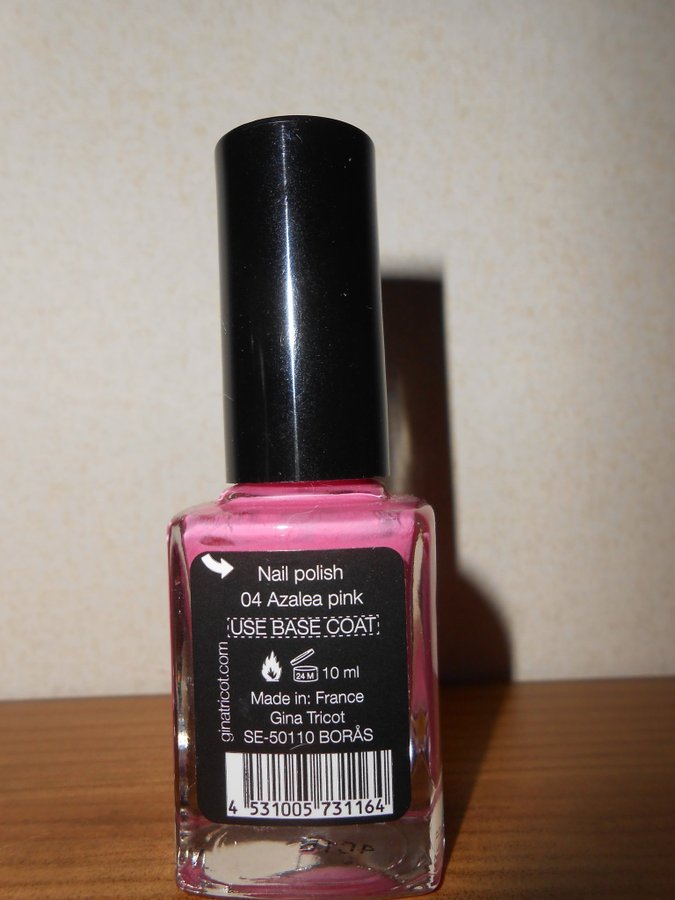 Nail polish
04 Azalea pink
USE BASE COAT
24 M 10 ml
Made in: France
Gina Tricot
SE-50110 BORÅS
ginatricot.com
4 531005 731164